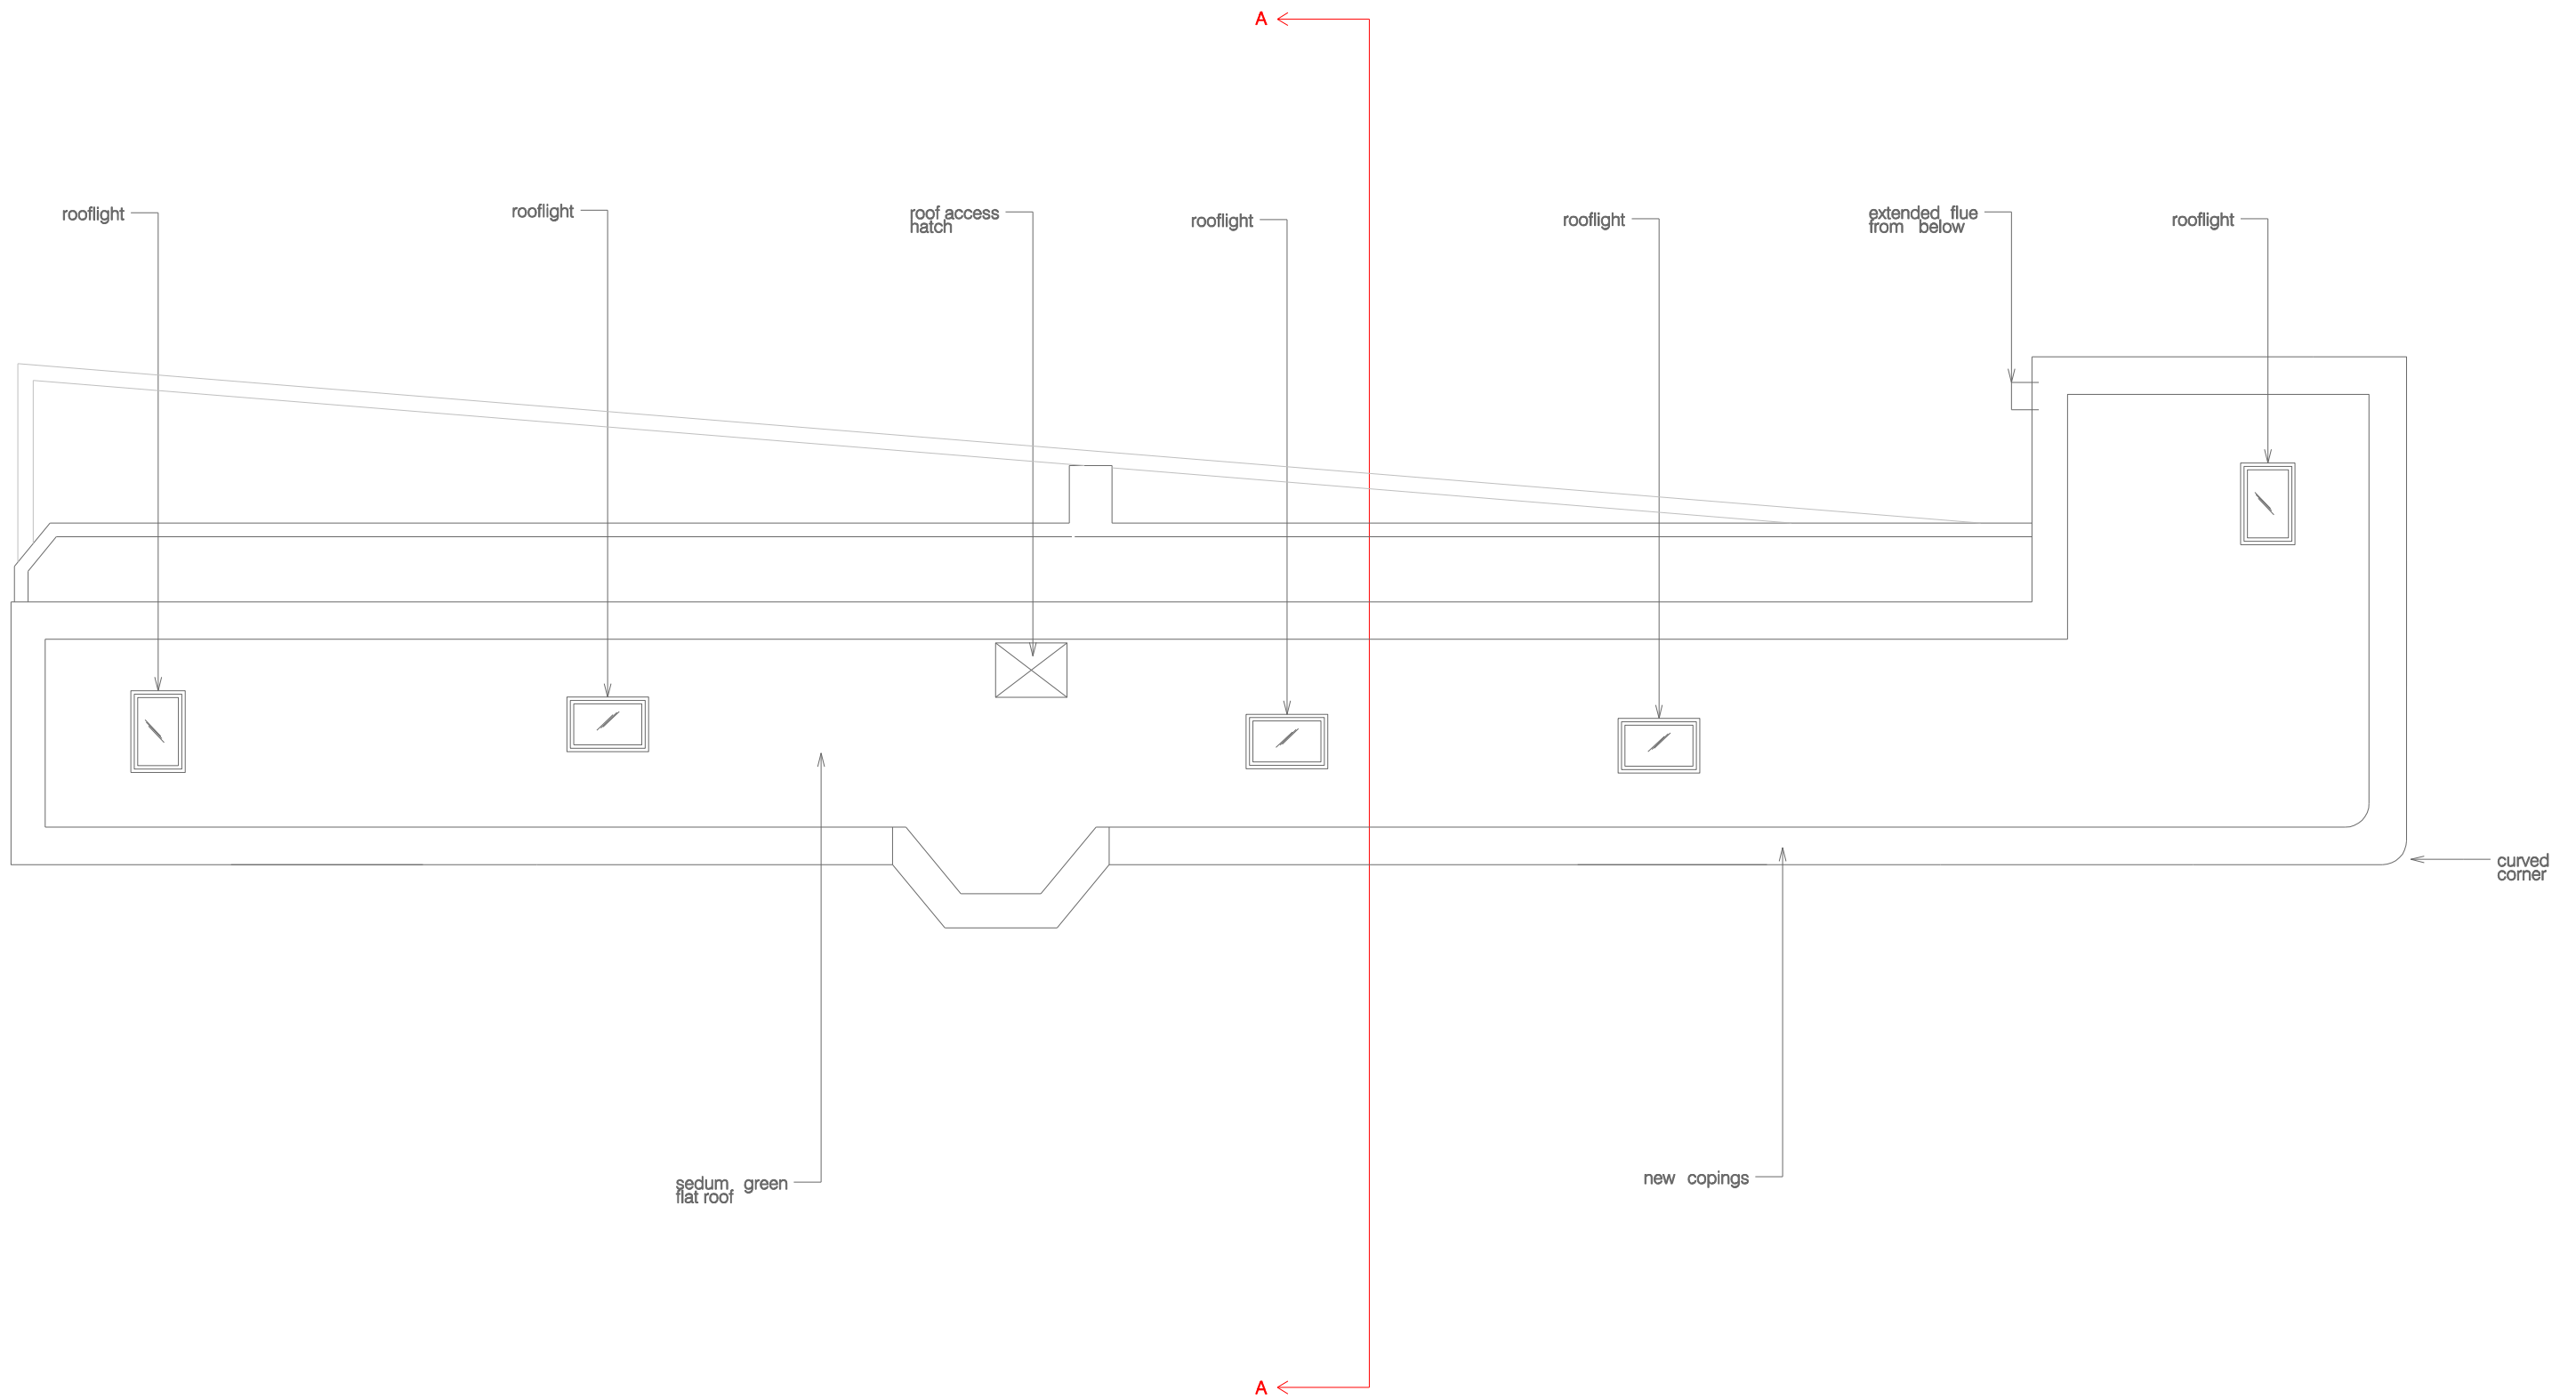 A
rooflight
rooflight
roof access
hatch
rooflight
rooflight
extended flue
from below
rooflight
curved
corner
sedum green
flat roof
new copings
A